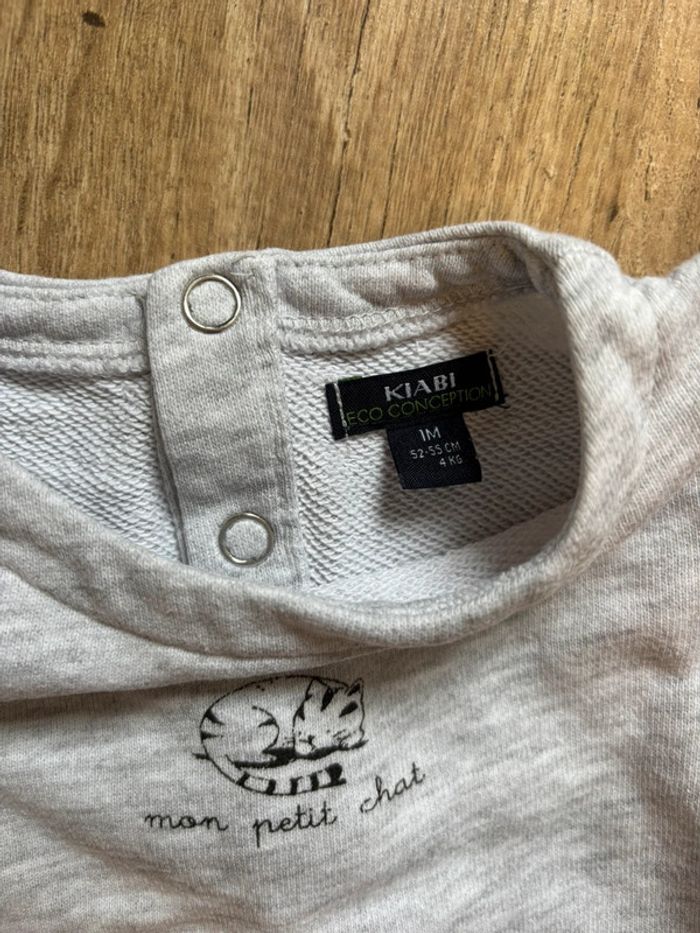 KIABI
ECO CONCEPTION
1M
52-55 CM
4 KG
mon petit chat